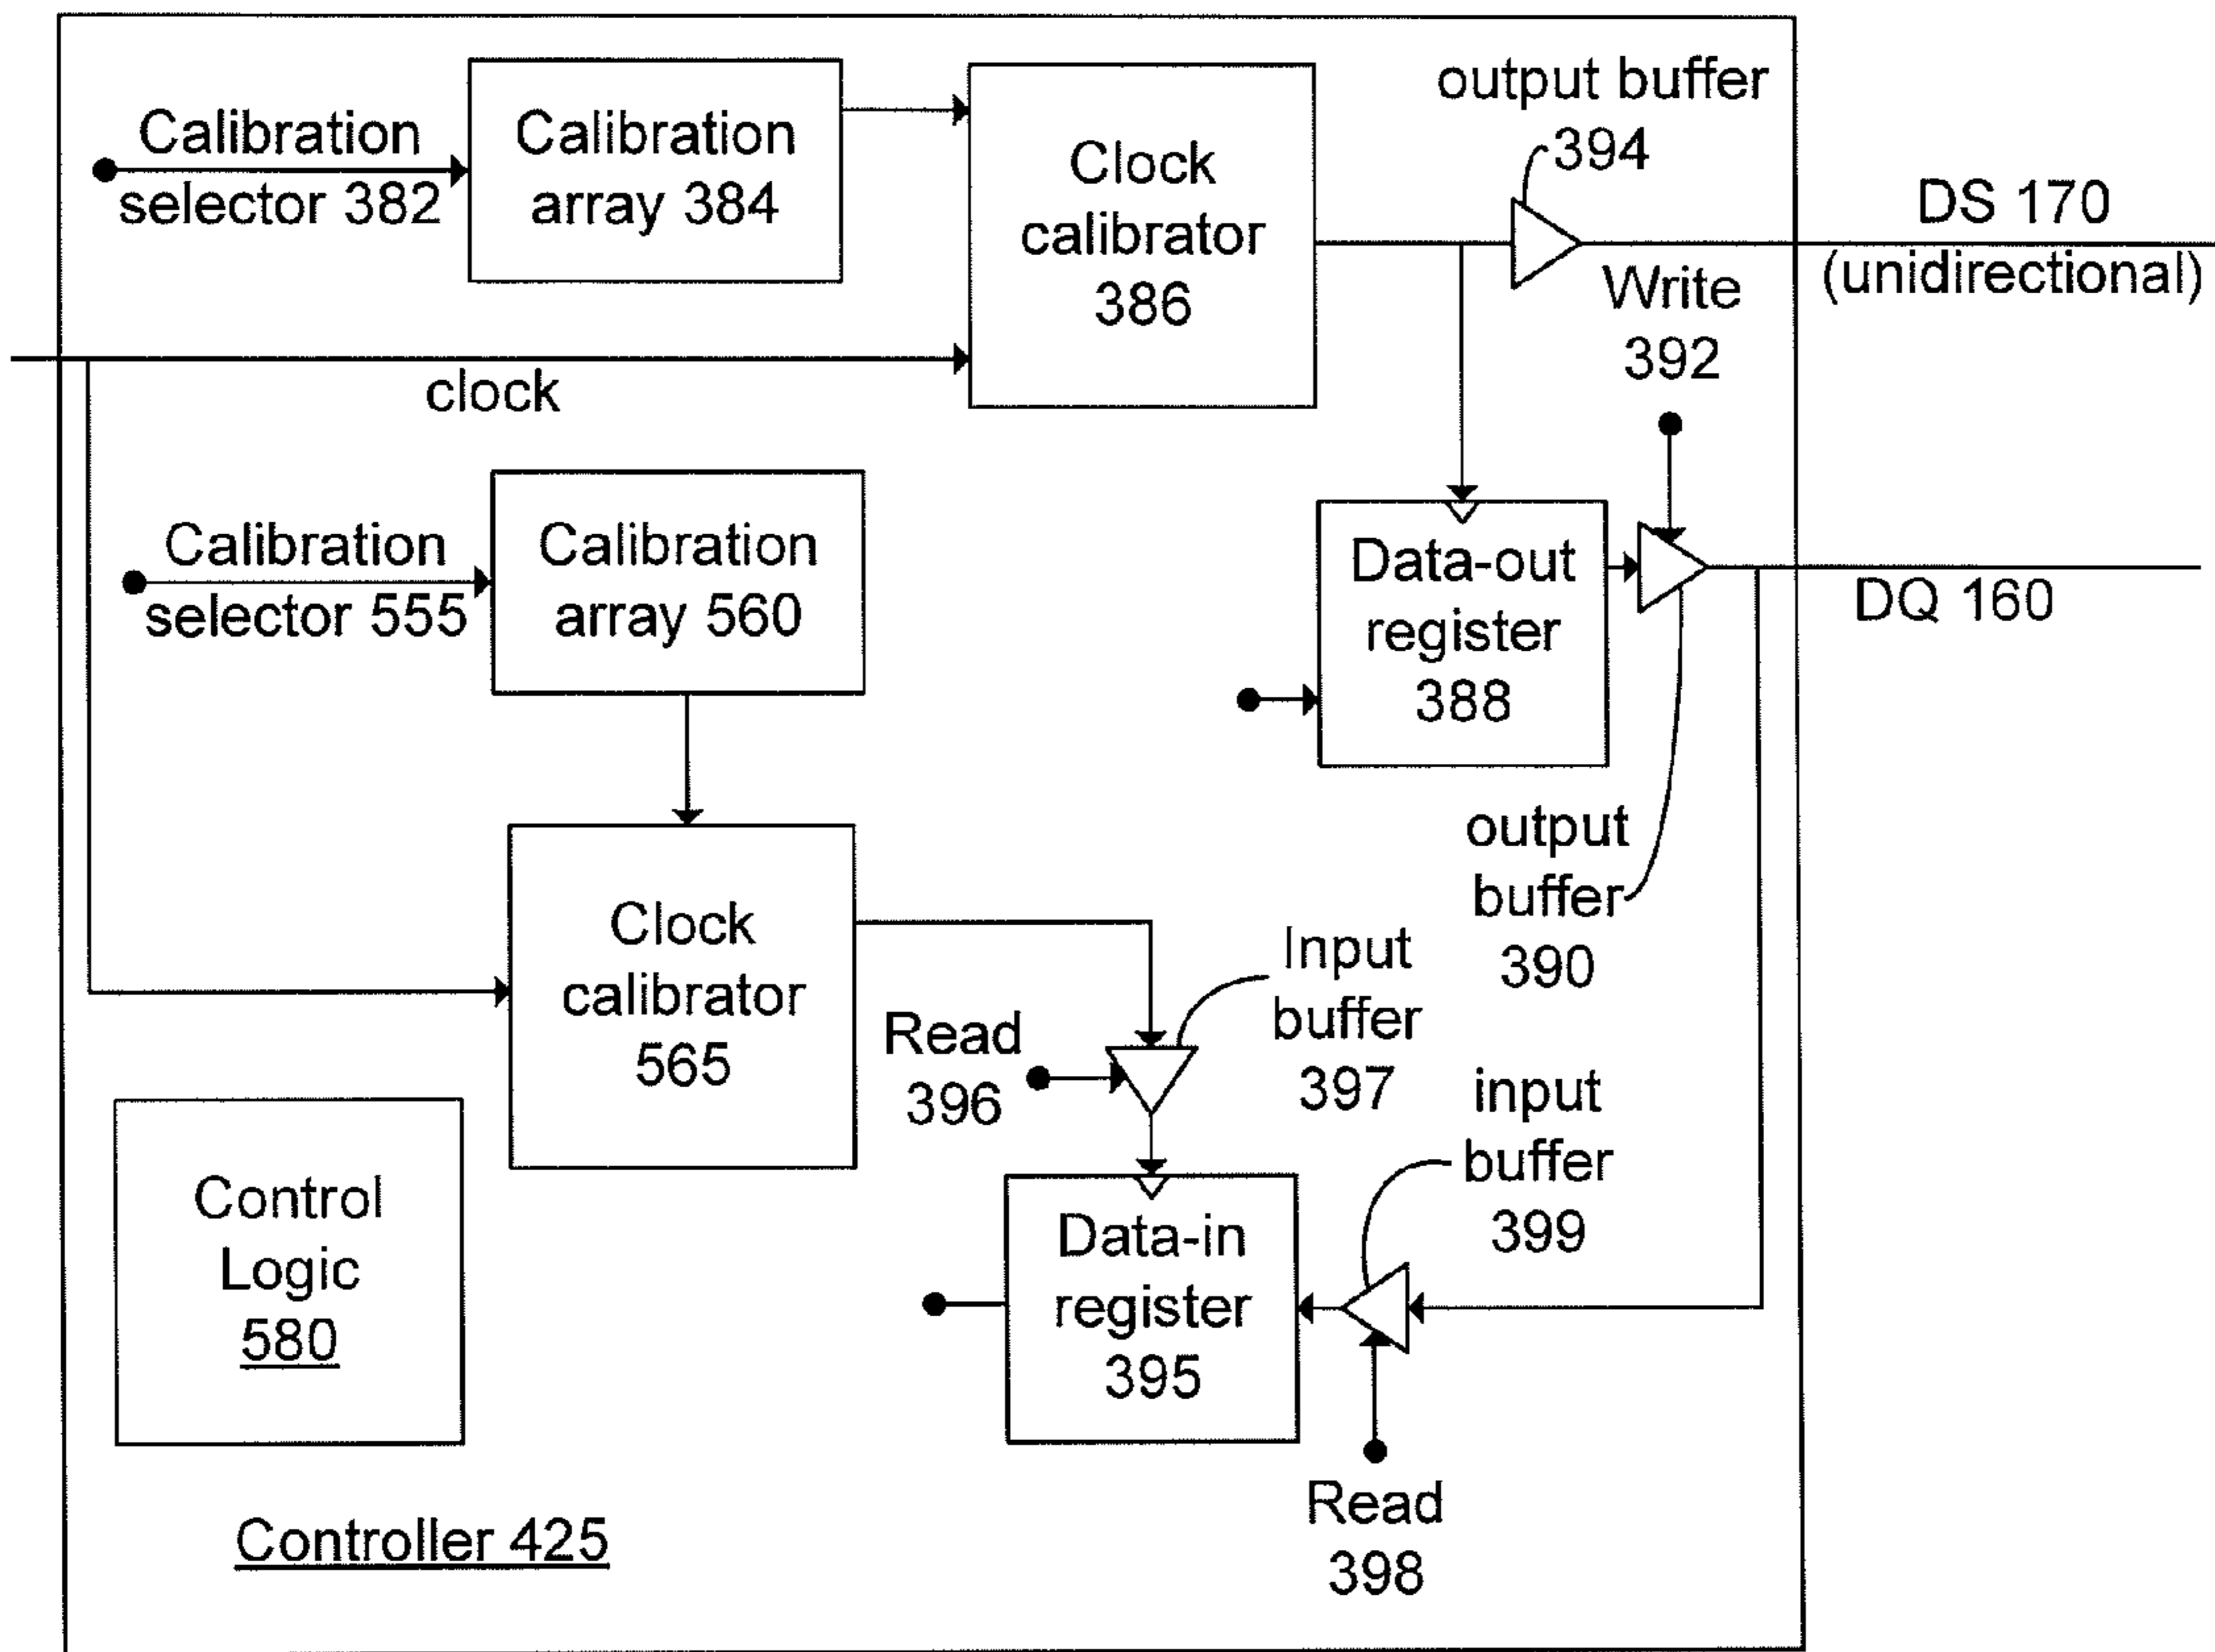 Calibration
selector 382
Calibration
array 384
Clock
calibrator
386
output buffer
394
DS 170
(unidirectional)
Write
392
clock
Calibration
selector 555
Calibration
array 560
Data-out
register
388
DQ 160
output
buffer
390
Clock
calibrator
565
Input
buffer
397
Read
396
input
buffer
399
Control
Logic
580
Data-in
register
395
Read
398
Controller 425